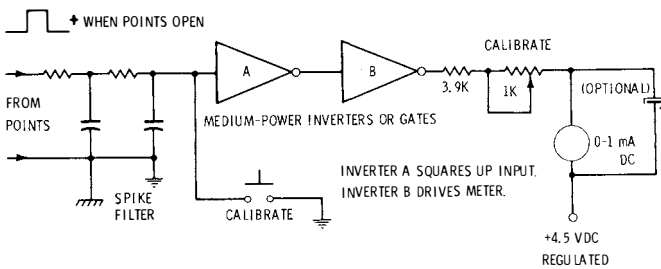 + WHEN POINTS OPEN
CALIBRATE
A
B
3.9K
1K
(OPTIONAL)
FROM
POINTS
MEDIUM-POWER INVERTERS OR GATES
0-1 mA
DC
INVERTER A SQUARES UP INPUT.
INVERTER B DRIVES METER.
SPIKE
FILTER
CALIBRATE
+4.5 VDC
REGULATED